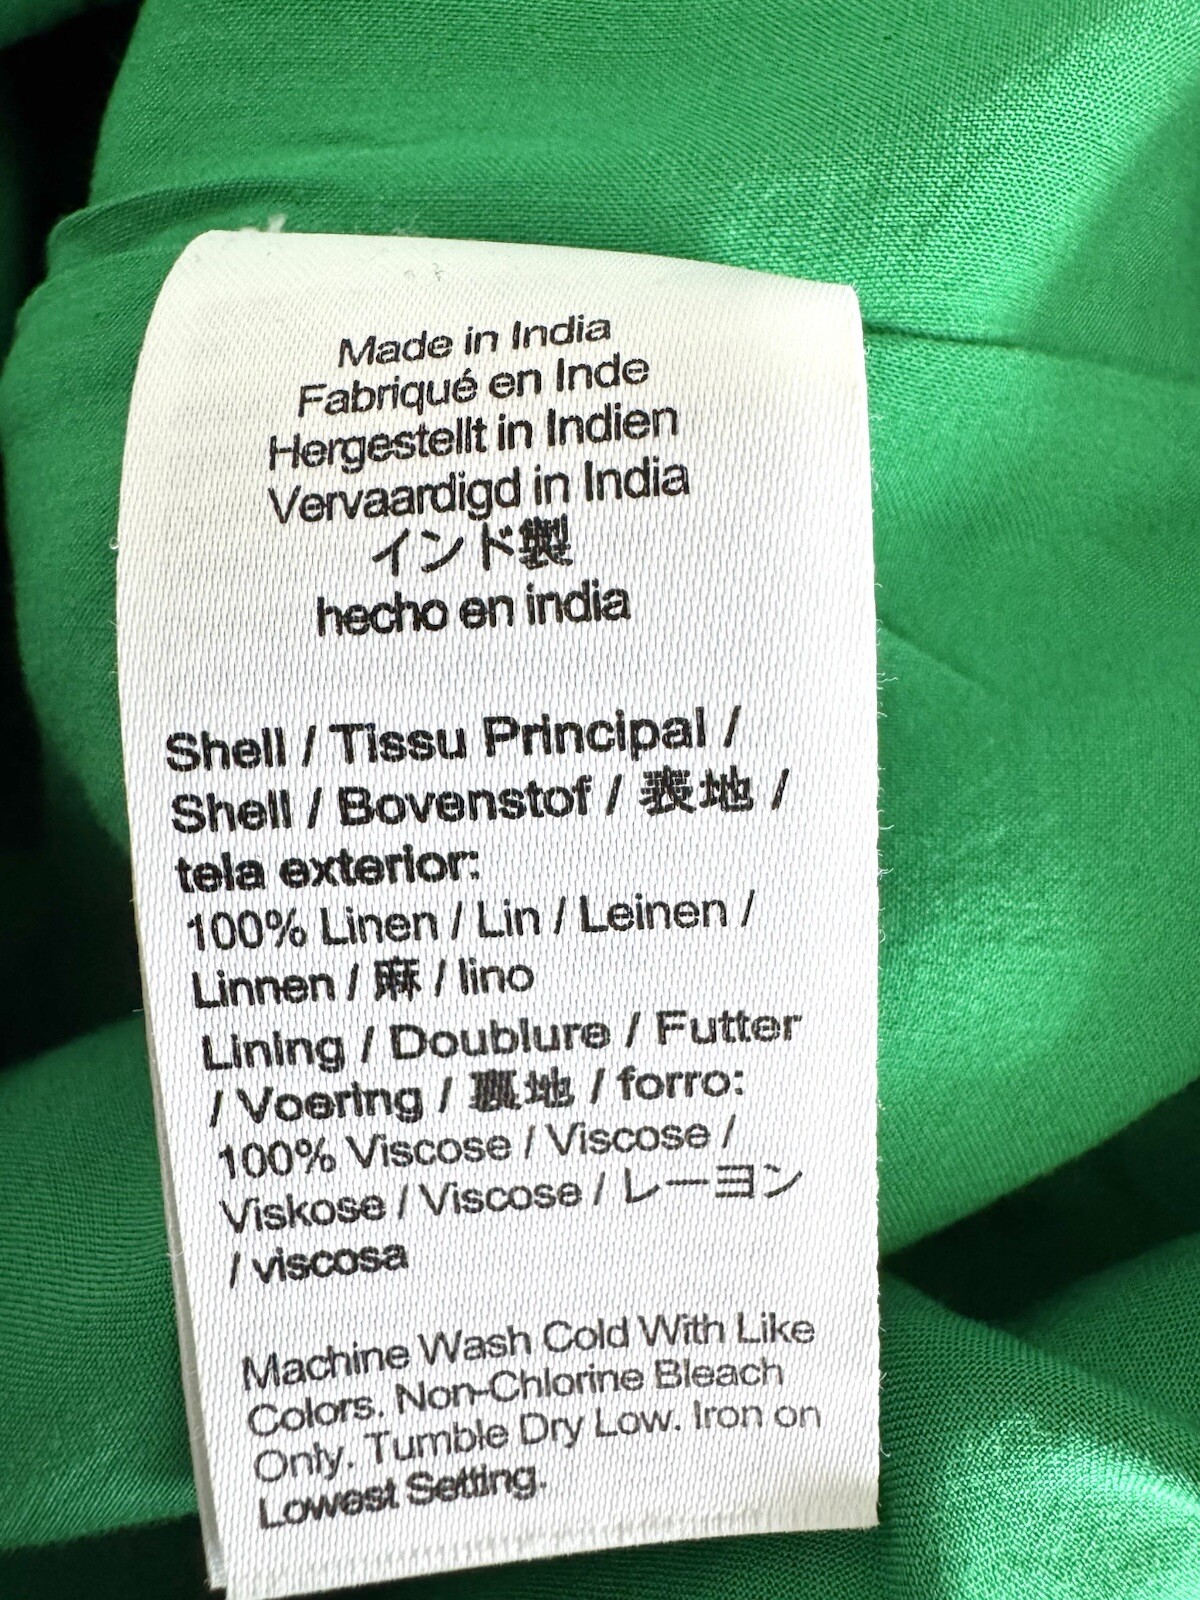 Made in India
Fabriqué en Inde
Hergestellt in Indien
Vervaardigd in India
インド製
hecho en india
Shell / Tissu Principal /
Shell / Bovenstof / 表地 /
tela exterior:
100% Linen / Lin / Leinen /
Linnen / 麻 / lino
Lining / Doublure / Futter
/ Voering / 裏地 / forro:
100% Viscose / Viscose /
Viskose / Viscose / レーヨン
/ viscosa
Machine Wash Cold With Like
Colors. Non-Chlorine Bleach
Only. Tumble Dry Low. Iron on
Lowest Setting.